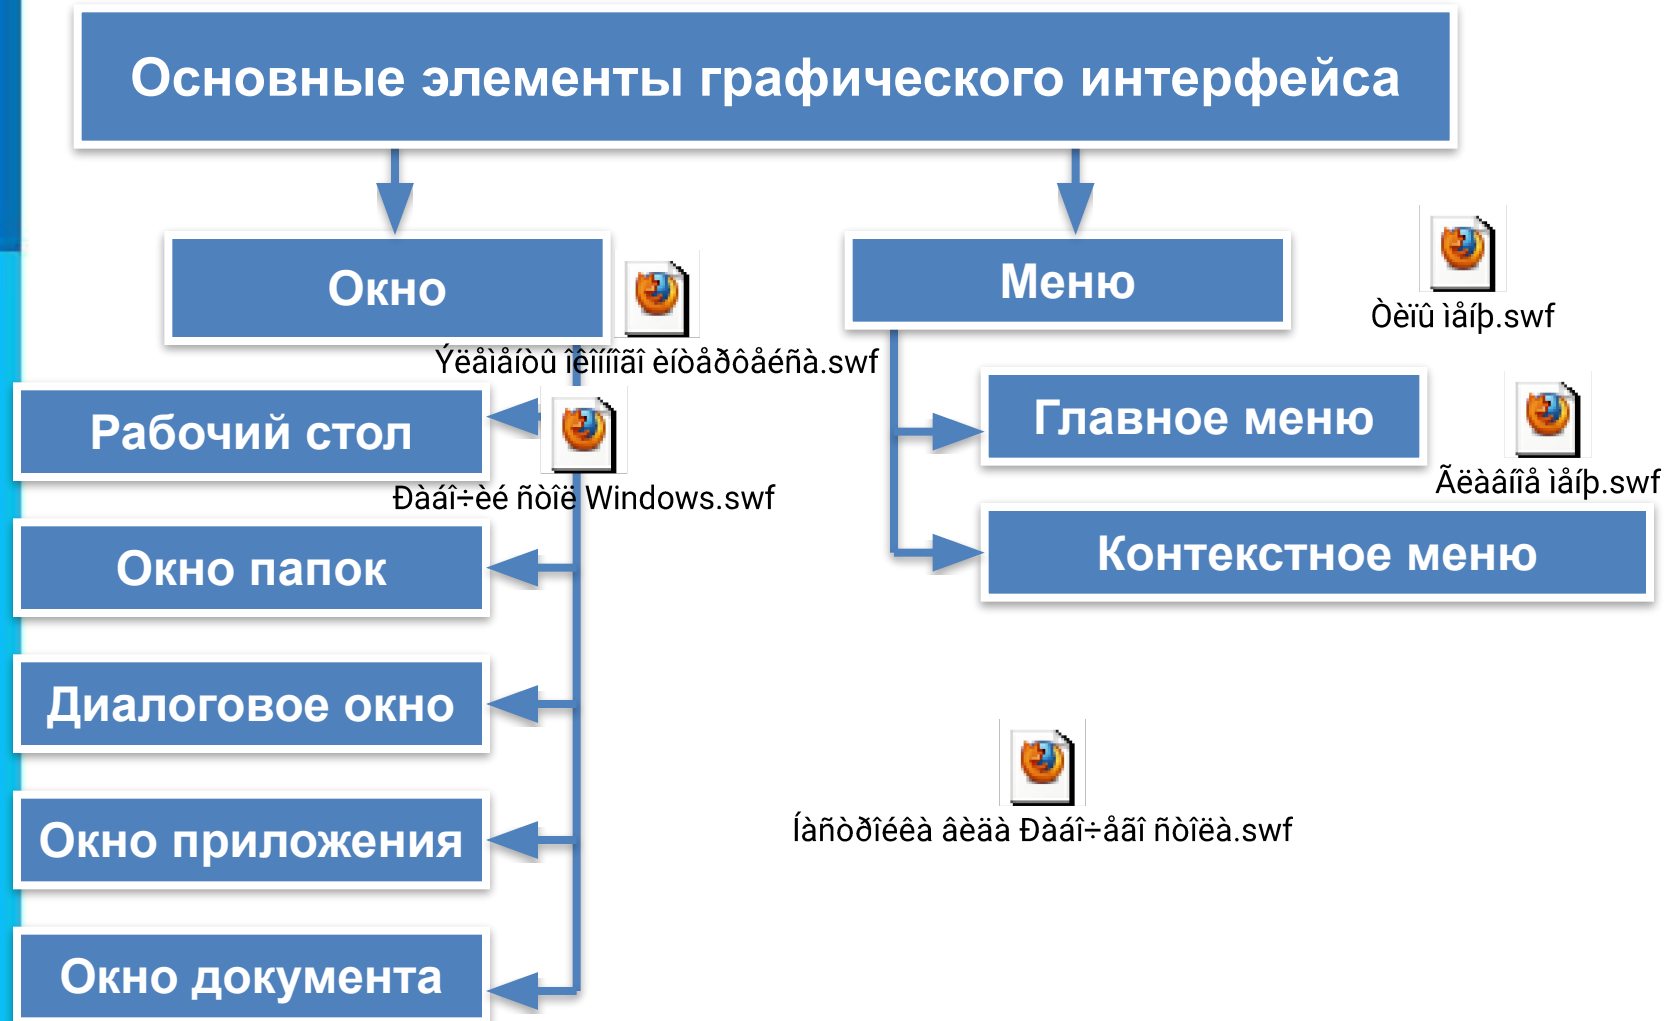 Основные элементы графического интерфейса
Окно
Меню
Òèïû ìåíþ.swf
Ýëåìåíòû îêîííîãî èíòåðôåéñà.swf
Рабочий стол
Главное меню
Ðàáî÷èé ñòîë Windows.swf
Ãëàâíîå ìåíþ.swf
Окно папок
Контекстное меню
Диалоговое окно
Íàñòðîéêà âèäà Ðàáî÷åãî ñòîëà.swf
Окно приложения
Окно документа